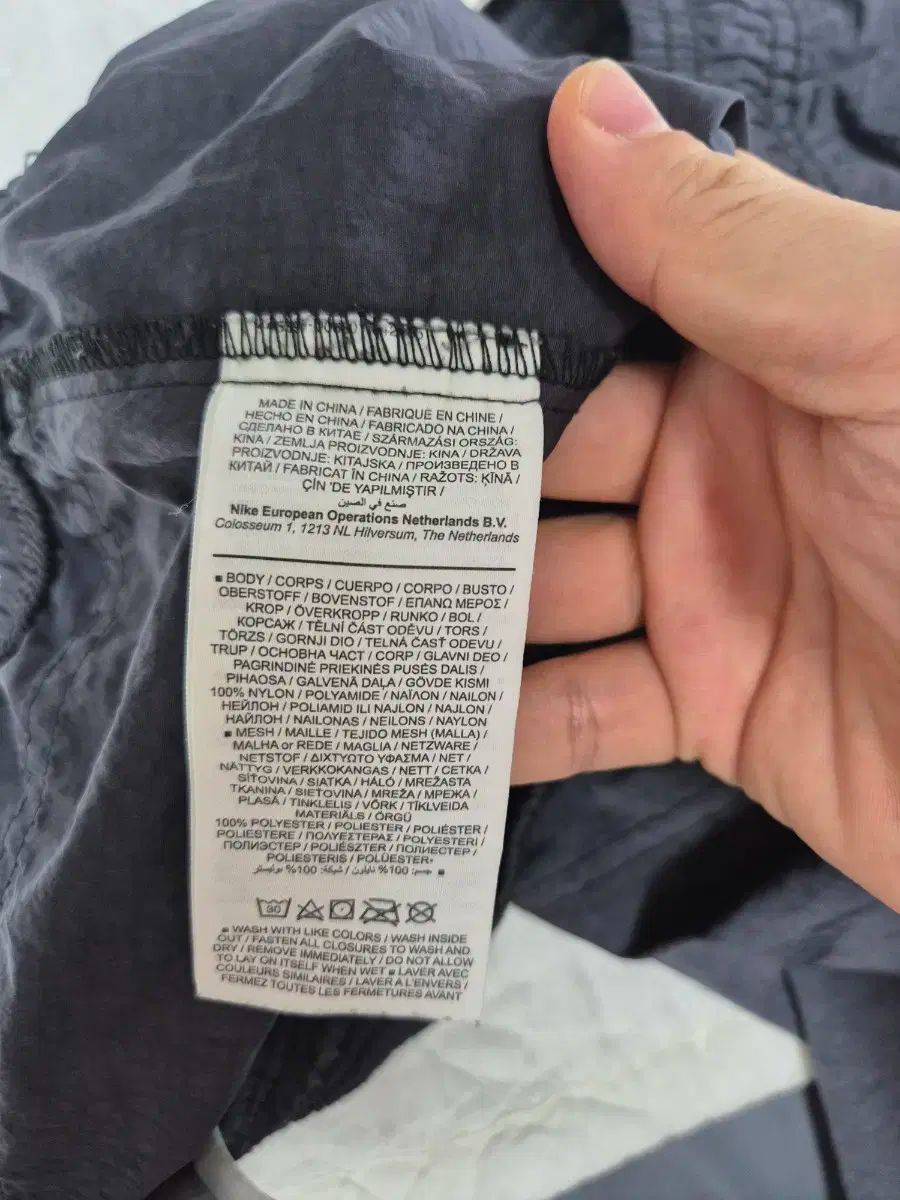 MADE IN CHINA / FABRIQUÉ EN CHINE /
HECHO EN CHINA / FABRICADO NA CHINA /
СДЕЛАНО В КИТАЕ / SZÁRMAZÁSI ORSZÁG:
KÍNA / ZEMLJA PROIZVODNJE: KINA / DRŽAVA
PROIZVODNJE: KITAJSKA / ПРОИЗВЕДЕНО В
КИТАЙ / FABRICAT ÎN CHINA / RAŽOTS: ĶĪNĀ /
ÇİN 'DE YAPILMIŞTIR /
صنع في الصين
Nike European Operations Netherlands B.V.
Colosseum 1, 1213 NL Hilversum, The Netherlands
■ BODY / CORPS / CUERPO / CORPO / BUSTO /
OBERSTOFF / BOVENSTOF / ΕΠΑΝΩ ΜΕΡΟΣ /
KROP / ÖVERKROPP / RUNKO / BOL /
КОРСАЖ / TĚLNÍ ČÁST ODĚVU / TORS /
TÖRZS / GORNJI DIO / TELNÁ ČASŤ ODEVU /
TRUP / ОСНОВНА ЧАСТ / CORP / GLAVNI DEO /
PAGRINDINĖ PRIEKINĖS PUSĖS DALIS /
PIHAOSA / GALVENĀ DAĻA / GÖVDE KISMI
100% NYLON / POLYAMIDE / ΝΑΪΛΟΝ / NAILON /
НЕЙЛОН / POLIAMID ILI NAJLON / NAJLON /
НАЙЛОН / NAILONAS / NEILONS / NAYLON
■ MESH / MAILLE / TEJIDO MESH (MALLA) /
MALHA or REDE / MAGLIA / NETZWARE /
NETSTOF / ΔΙΧΤΥΩΤΟ ΥΦΑΣΜΑ / NET /
NÄTTYG / VERKKOKANGAS / NETT / СЕТКА /
SÍŤOVINA / SIATKA / HÁLÓ / MREŽASTA
TKANINA / SIEŤOVINA / MREŽA / МРЕЖА /
PLASĂ / TINKLELIS / VÕRK / TĪKLVEIDA
MATERIĀLS / ÖRGÜ
100% POLYESTER / POLIESTER / POLIÉSTER /
POLIESTERE / ΠΟΛΥΕΣΤΕΡΑΣ / POLYESTERI /
ПОЛИЭСТЕР / POLIÉSZTER / ПОЛИЕСТЕР /
POLIESTERIS / POLÜESTER
■ جسم: 100% نايلون / شبكة: 100% بوليستر
30
■ WASH WITH LIKE COLORS / WASH INSIDE
OUT / FASTEN ALL CLOSURES TO WASH AND
DRY / REMOVE IMMEDIATELY / DO NOT ALLOW
TO LAY ON ITSELF WHEN WET ■ LAVER AVEC
COULEURS SIMILAIRES / LAVER À L'ENVERS /
FERMEZ TOUTES LES FERMETURES AVANT